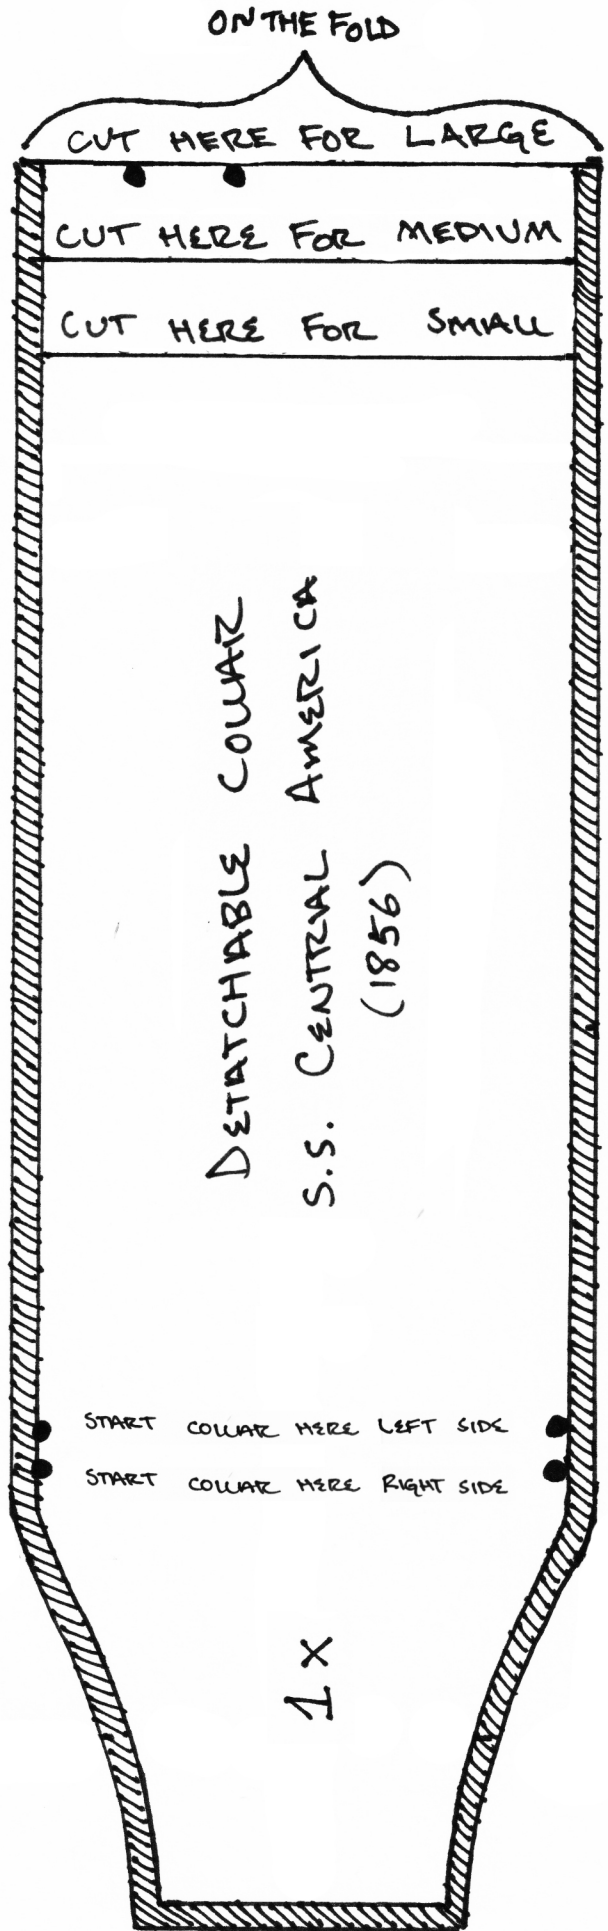 ON THE FOLD
CUT HERE FOR LARGE
CUT HERE FOR MEDIUM
CUT HERE FOR SMALL
DETATCHABLE COLLAR
S.S. CENTRAL AMERICA
(1856)
START COLLAR HERE LEFT SIDE
START COLLAR HERE RIGHT SIDE
1x